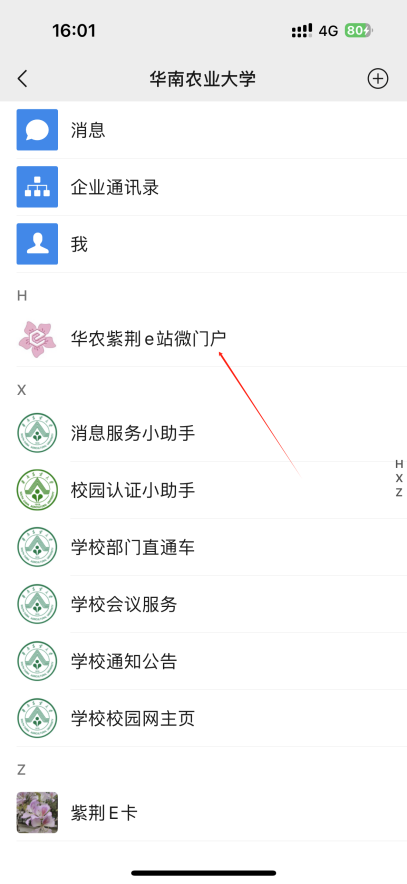 16:01
4G
80
华南农业大学
消息
企业通讯录
我
H
华农紫荆e站微门户
X
消息服务小助手
校园认证小助手
学校部门直通车
学校会议服务
学校通知公告
学校校园网主页
Z
紫荆E卡
H
X
Z